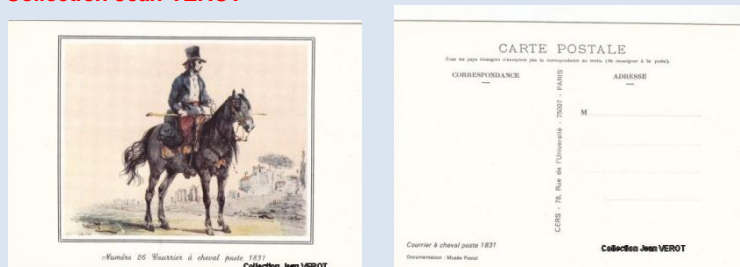 Collection Jean VEROT
Numéro 26 Courrier à cheval poste 1831
Collection Jean VEROT
CARTE POSTALE
CORRESPONDANCE
ADRESSE
M
CERS - 78, Rue de l'Université - 75007 - PARIS
Courrier à cheval poste 1831
Documentation : Musée Postal
Collection Jean VEROT